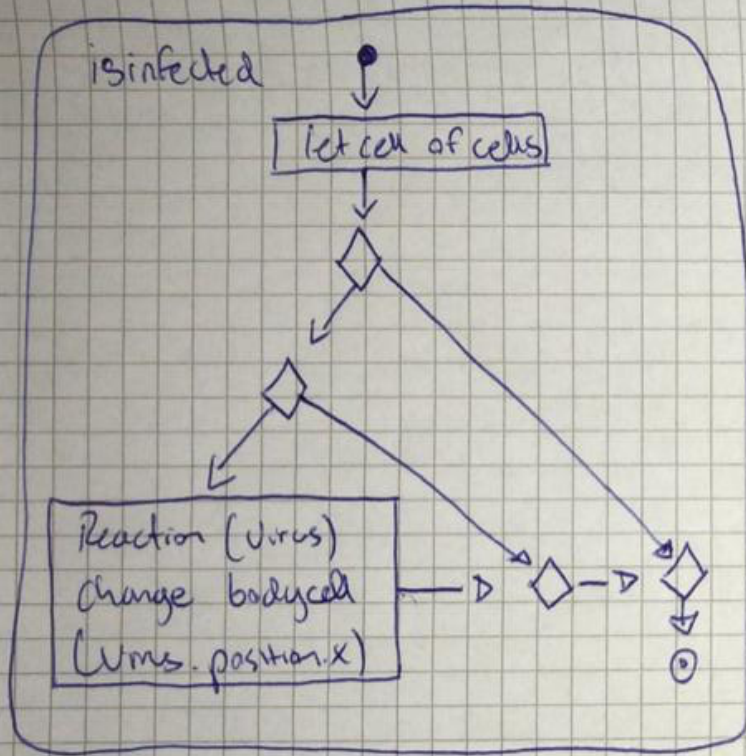 isinfected
let cell of cells
Reaction (Virus)
change bodycell
(Virus.position.x)